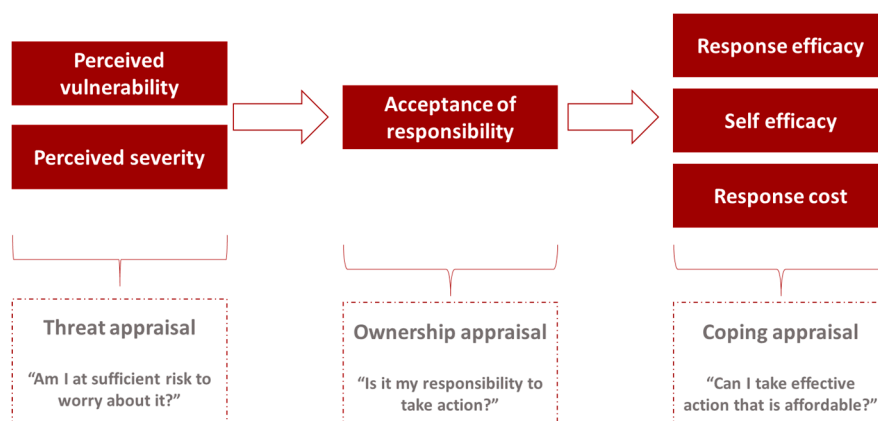 Perceived
vulnerability
Perceived severity
Acceptance of
responsibility
Response efficacy
Self efficacy
Response cost
Threat appraisal
“Am I at sufficient risk to
worry about it?”
Ownership appraisal
“Is it my responsibility to
take action?”
Coping appraisal
“Can I take effective
action that is affordable?”